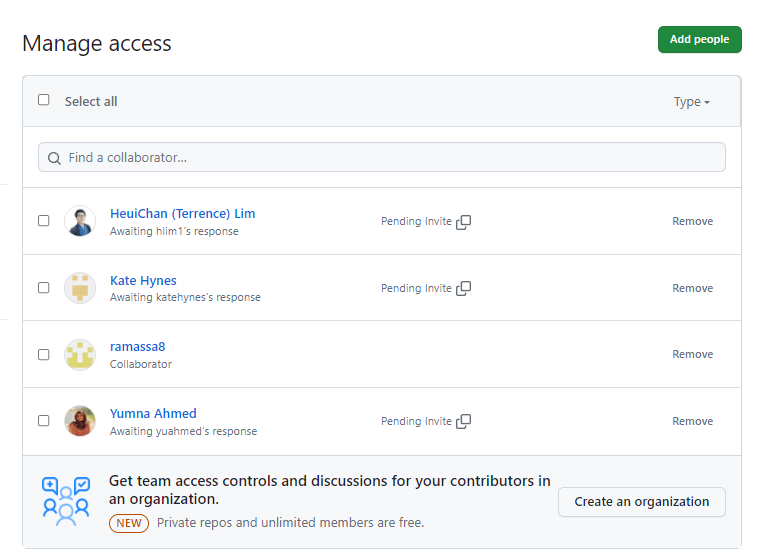 Manage access
Add people
Select all
Type
Find a collaborator...
HeuiChan (Terrence) Lim
Awaiting hlim1's response
Pending Invite
Remove
Kate Hynes
Awaiting katehynes's response
Pending Invite
Remove
ramassa8
Collaborator
Remove
Yumna Ahmed
Awaiting yuahmed's response
Pending Invite
Remove
Get team access controls and discussions for your contributors in
an organization.
NEW Private repos and unlimited members are free.
Create an organization